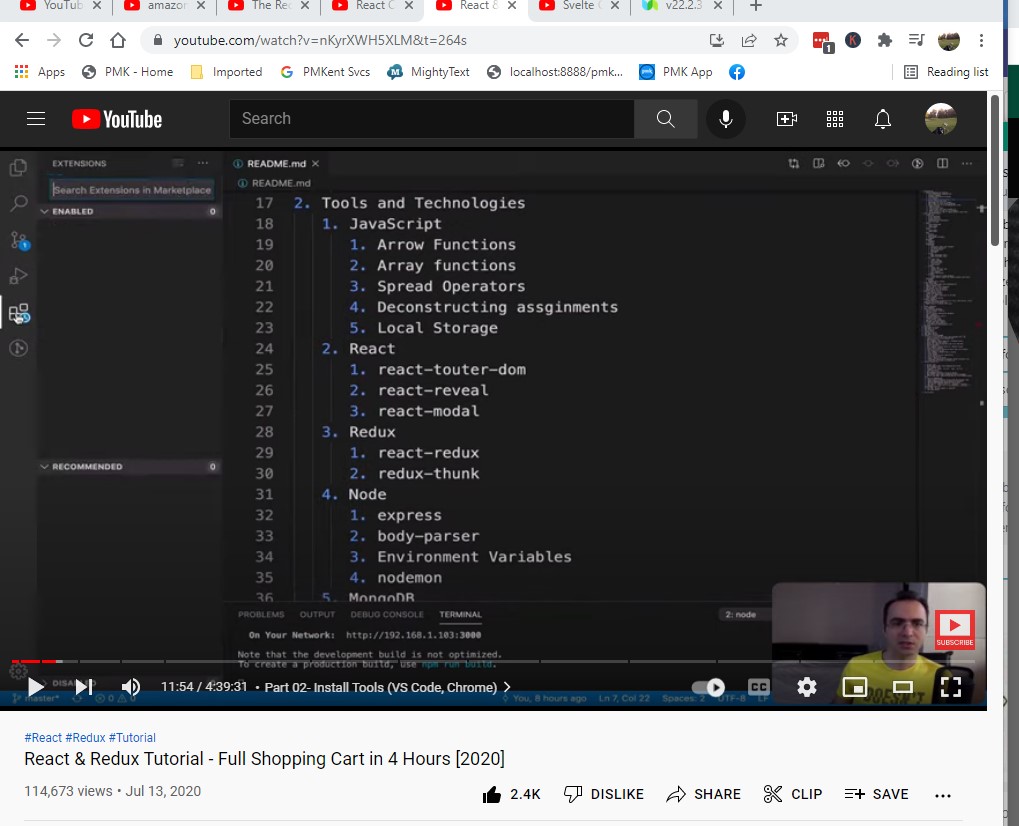 YouTub
amazon
The Re
React C
React &
Svelte
v22.2.3
youtube.com/watch?v=nKyrXWH5XLM&t=264s
1
K
Apps
PMK - Home
Imported
PMKent Svcs
MightyText
localhost:8888/pmk...
PMK App
Reading list
YouTube
Search
EXTENSIONS
README.md
Search Extensions in Marketplace
README.md
ENABLED 0
17 2. Tools and Technologies
18 1. JavaScript
19 1. Arrow Functions
20 2. Array functions
21 3. Spread Operators
22 4. Deconstructing assginments
23 5. Local Storage
24 2. React
25 1. react-touter-dom
26 2. react-reveal
27 3. react-modal
28 3. Redux
29 1. react-redux
30 2. redux-thunk
31 4. Node
32 1. express
33 2. body-parser
34 3. Environment Variables
35 4. nodemon
36 5. MongoDB
RECOMMENDED 0
PROBLEMS OUTPUT DEBUG CONSOLE TERMINAL 2: node
On Your Network: http://192.168.1.103:3000
Note that the development build is not optimized.
To create a production build, use npm run build.
SUBSCRIBE
11:54 / 4:39:31 • Part 02- Install Tools (VS Code, Chrome)
CC
master*
You, 8 hours ago Ln 7, Col 22 Spaces: 2 UTF-8 LF
#React #Redux #Tutorial
React & Redux Tutorial - Full Shopping Cart in 4 Hours [2020]
114,673 views • Jul 13, 2020
2.4K DISLIKE SHARE CLIP SAVE